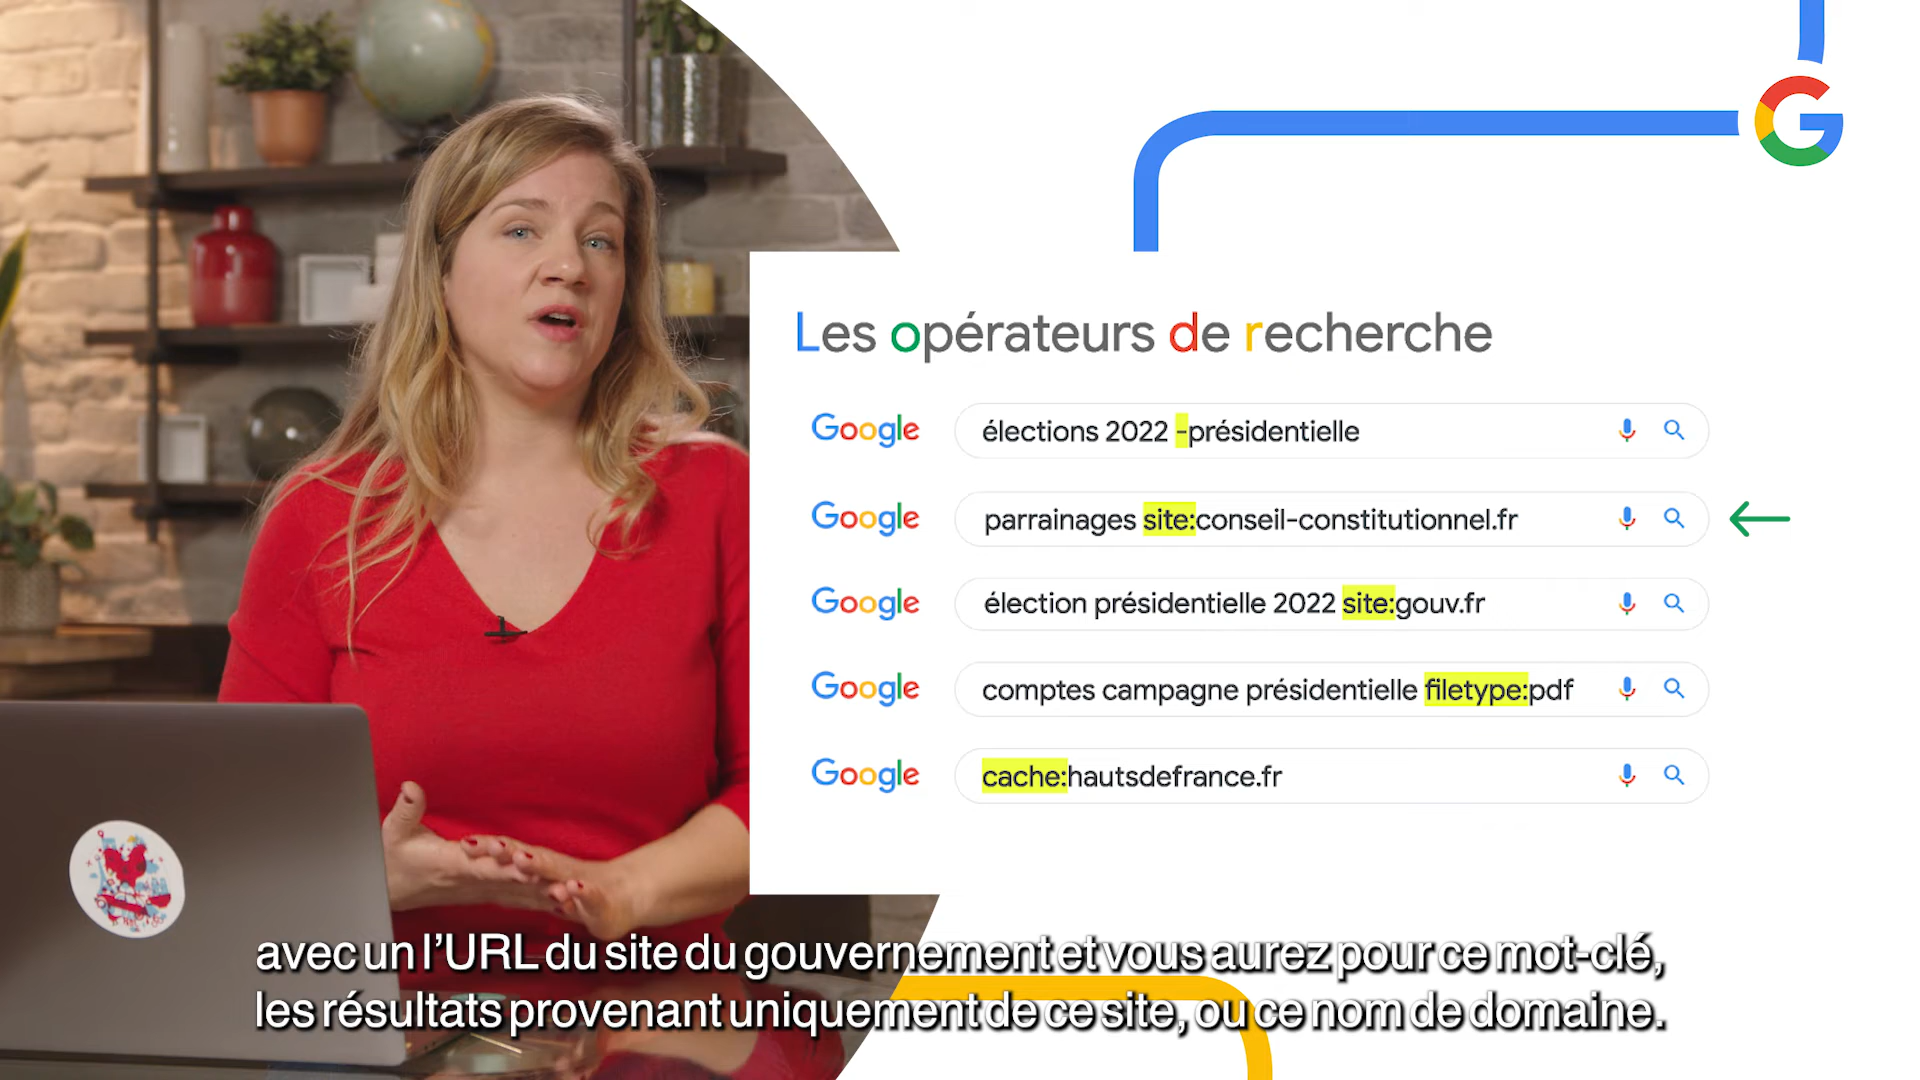 Les opérateurs de recherche
Google élections 2022 -présidentielle
Google parrainages site:conseil-constitutionnel.fr
Google élection présidentielle 2022 site:gouv.fr
Google comptes campagne présidentielle filetype:pdf
Google cache:hautsdefrance.fr
avec un l’URL du site du gouvernement et vous aurez pour ce mot-clé,
les résultats provenant uniquement de ce site, ou ce nom de domaine.